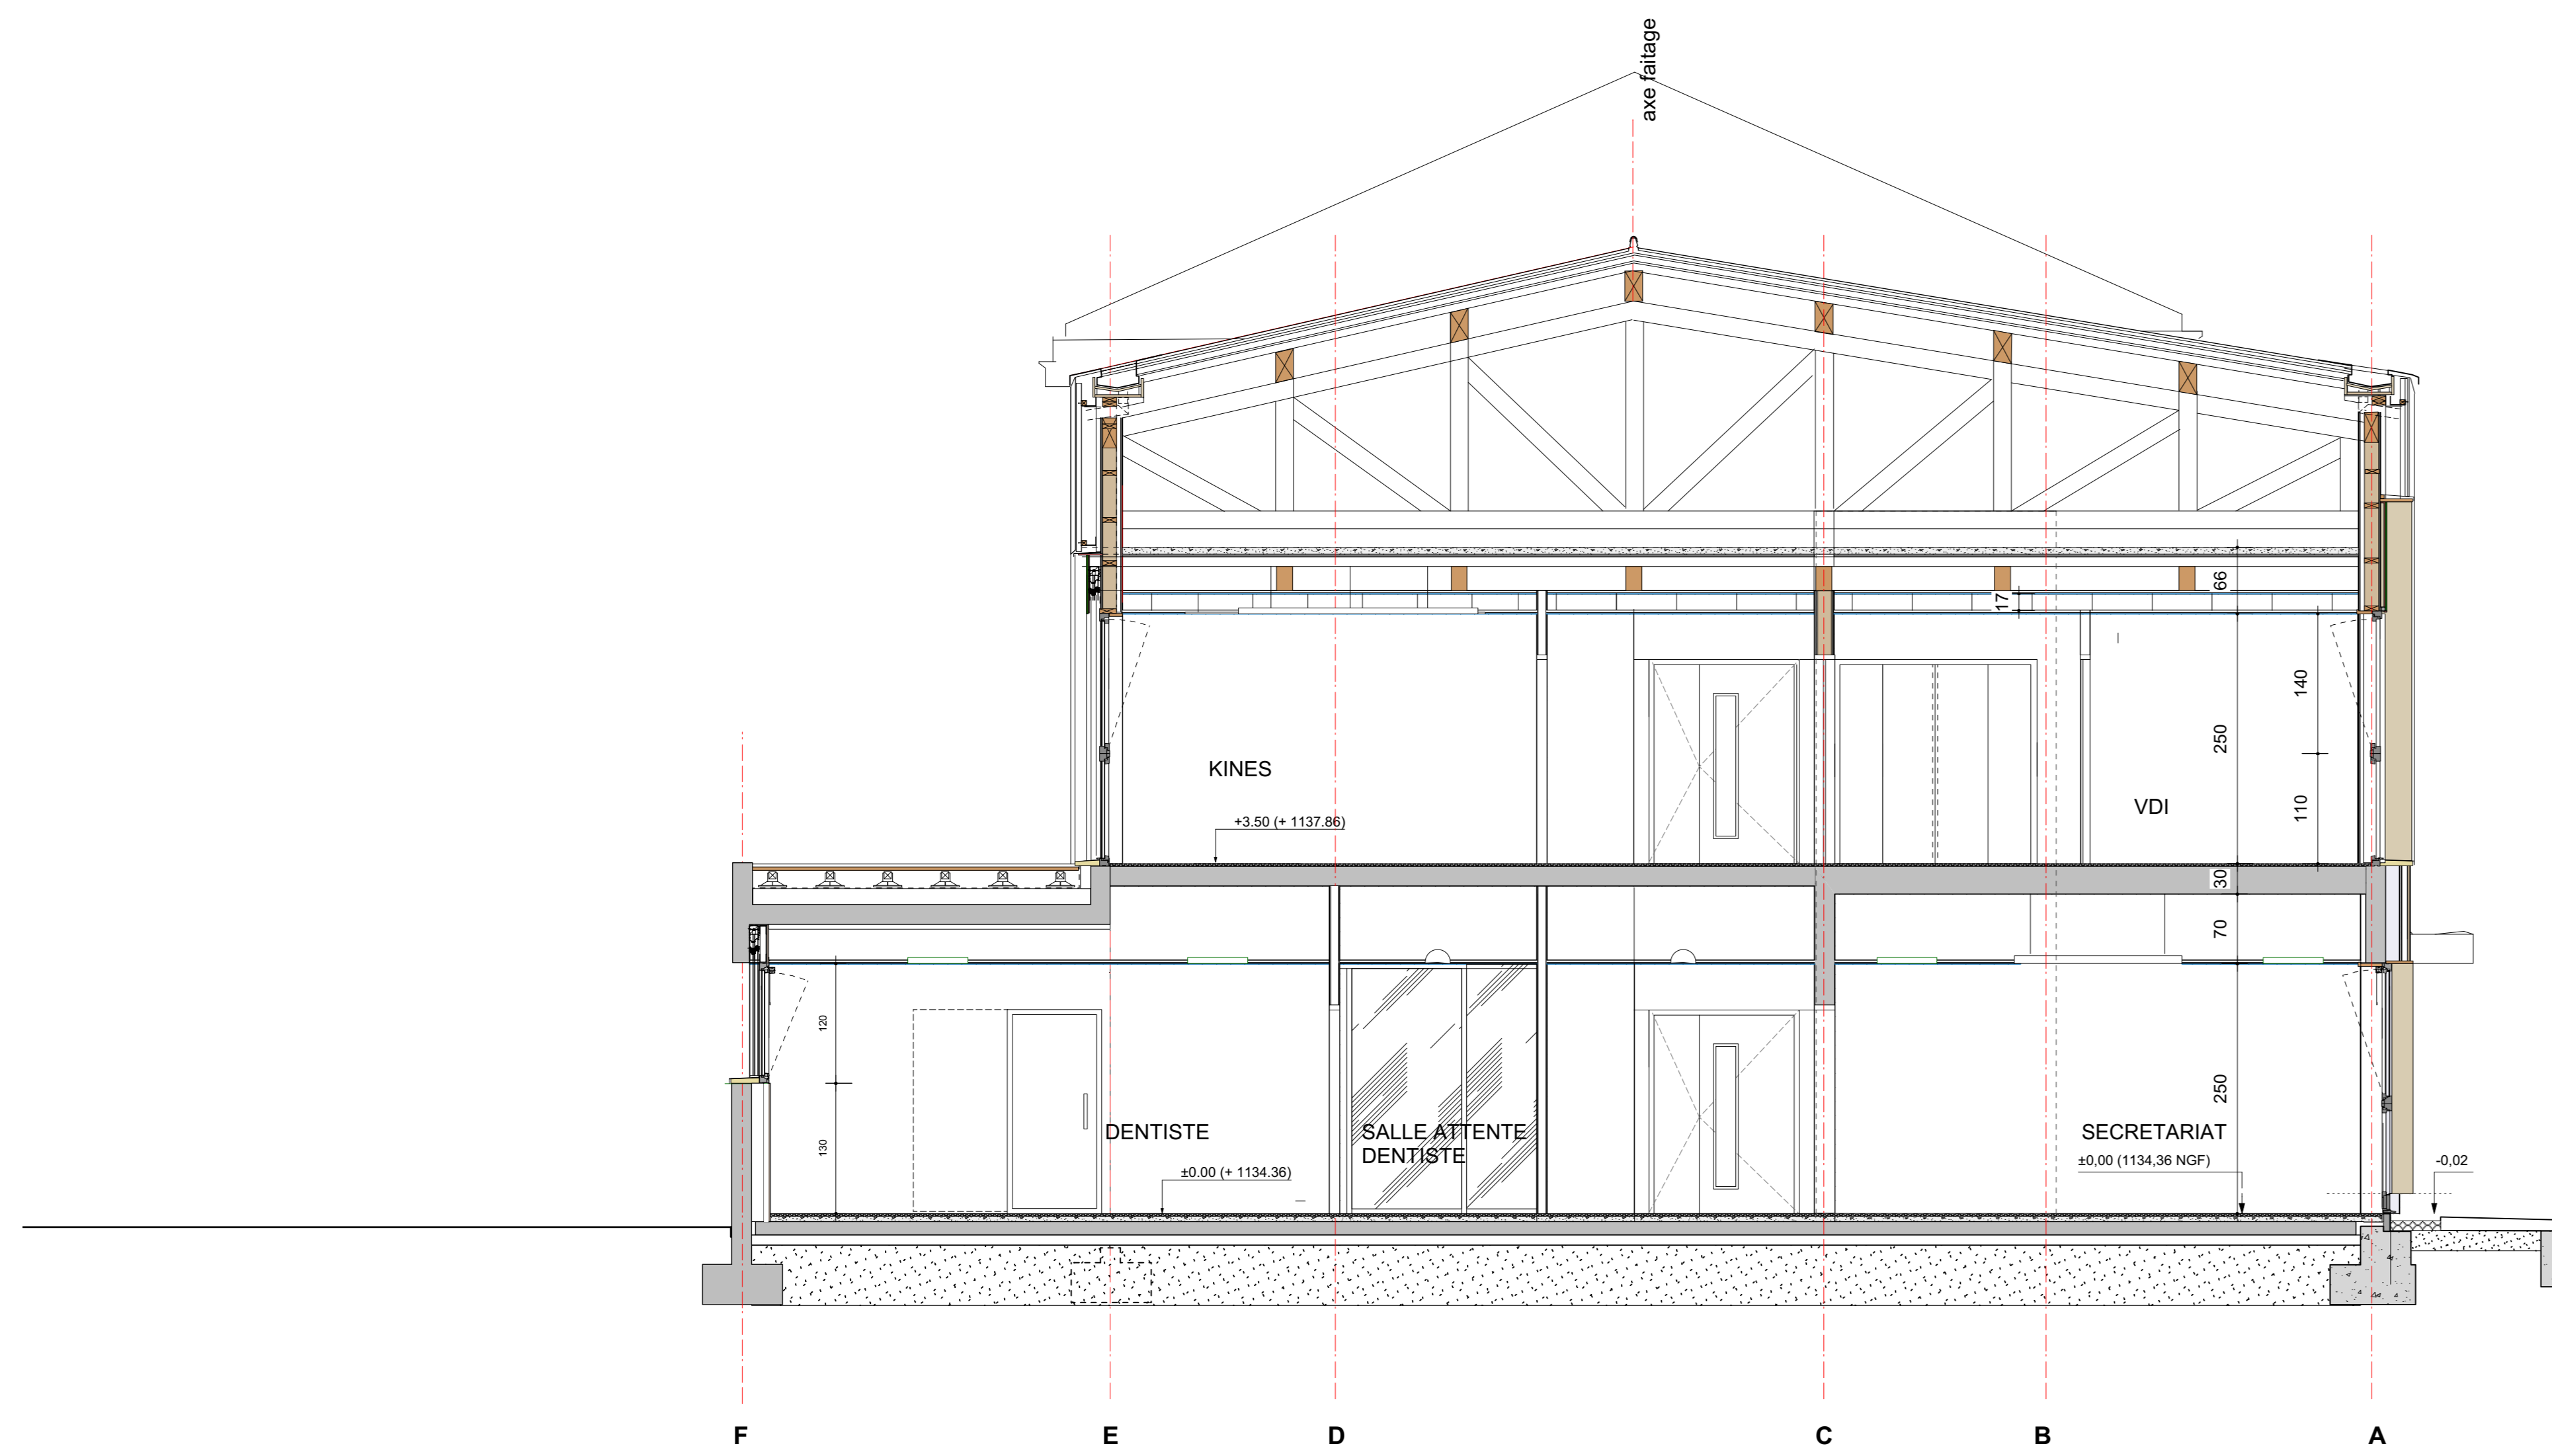 axe faitage
66
17
140
250
KINES
VDI
110
+3.50 (+ 1137.86)
30
70
120
250
DENTISTE
SALLE ATTENTE
DENTISTE
SECRETARIAT
130
±0.00 (+ 1134.36)
±0,00 (1134,36 NGF)
-0,02
F
E
D
C
B
A